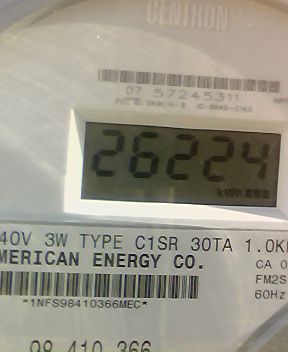 CENTRON
07 57245311
26224
kWh
40V 3W TYPE C1SR 30TA 1.0K
MERICAN ENERGY CO.
CA 0
FM2S
60Hz
*1NFS98410366MEC*
98 410 366